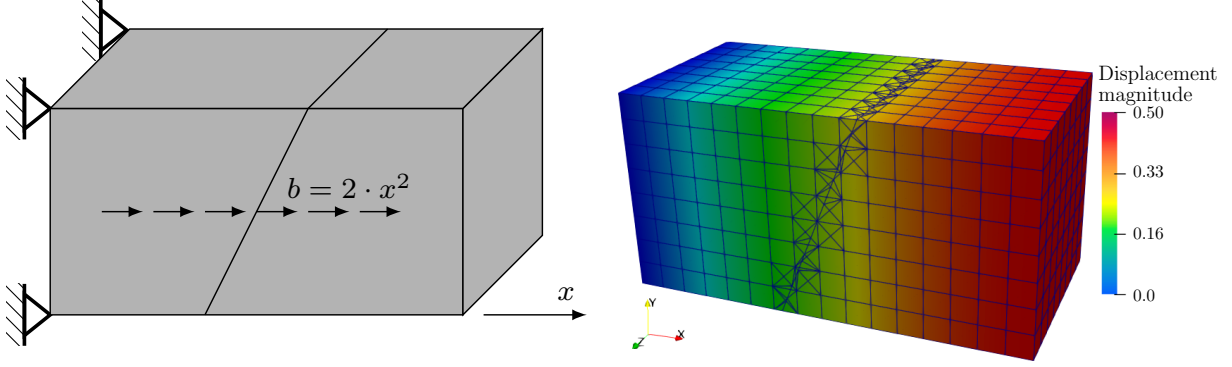 b = 2 · x²
x
Displacement
magnitude
0.50
0.33
0.16
0.0
Y
X
Z